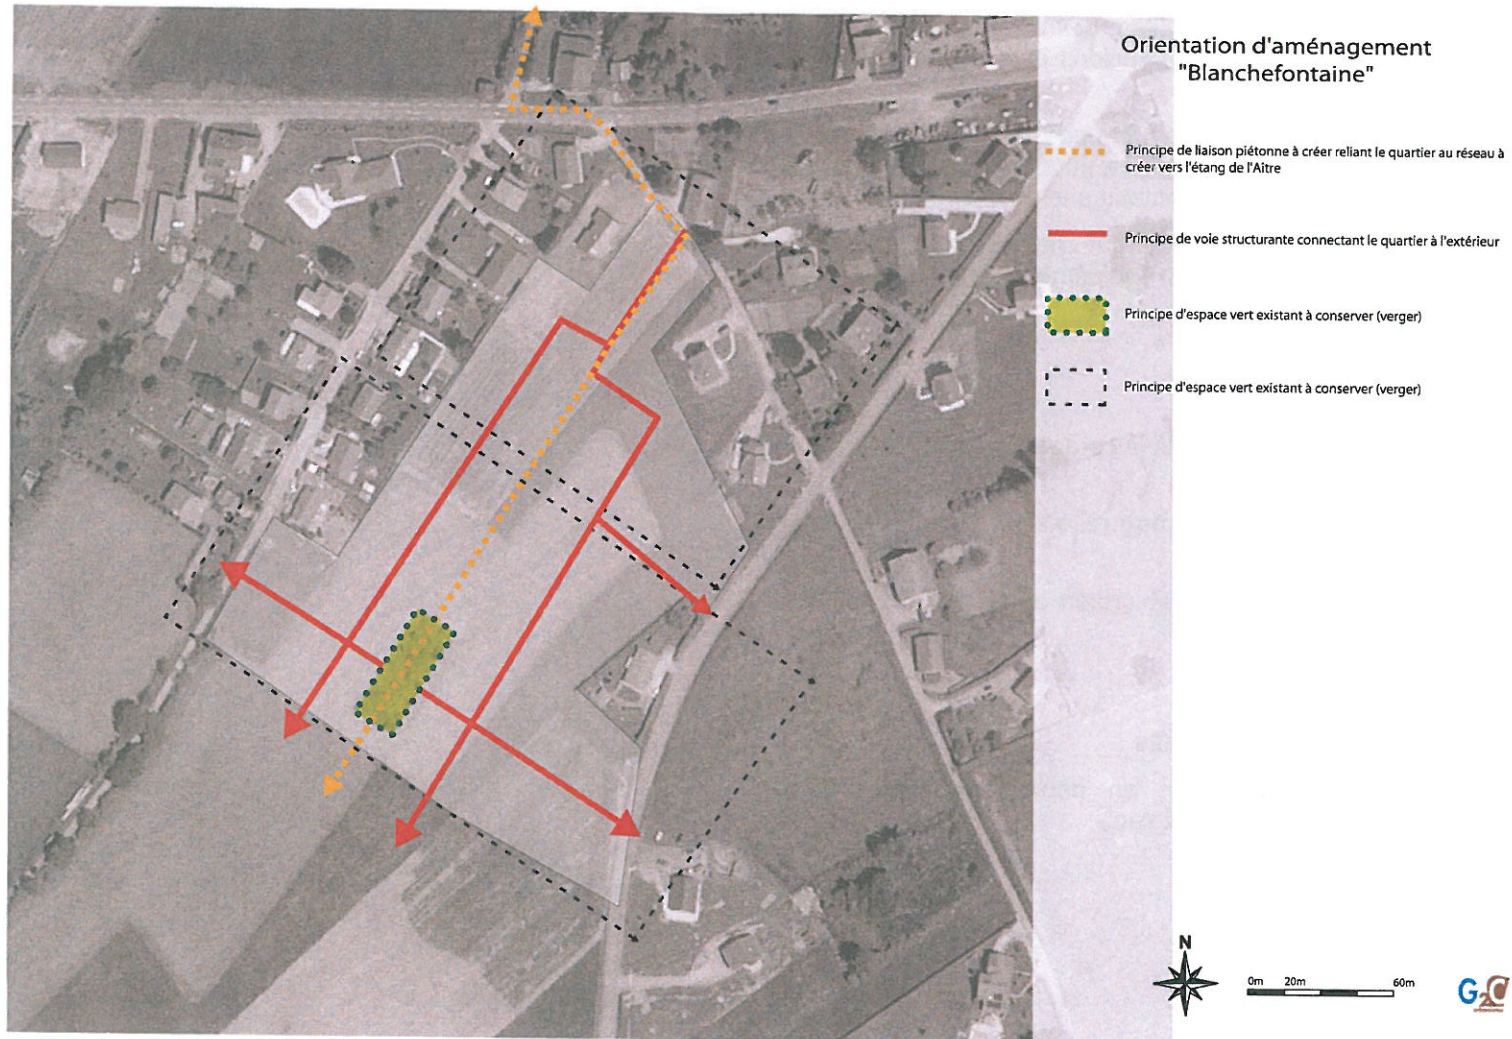 Orientation d'aménagement
"Blanchefontaine"
Principe de liaison piétonne à créer reliant le quartier au réseau à
créer vers l'étang de l'Aître
Principe de voie structurante connectant le quartier à l'extérieur
Principe d'espace vert existant à conserver (verger)
Principe d'espace vert existant à conserver (verger)
N
0m 20m 60m
G2C